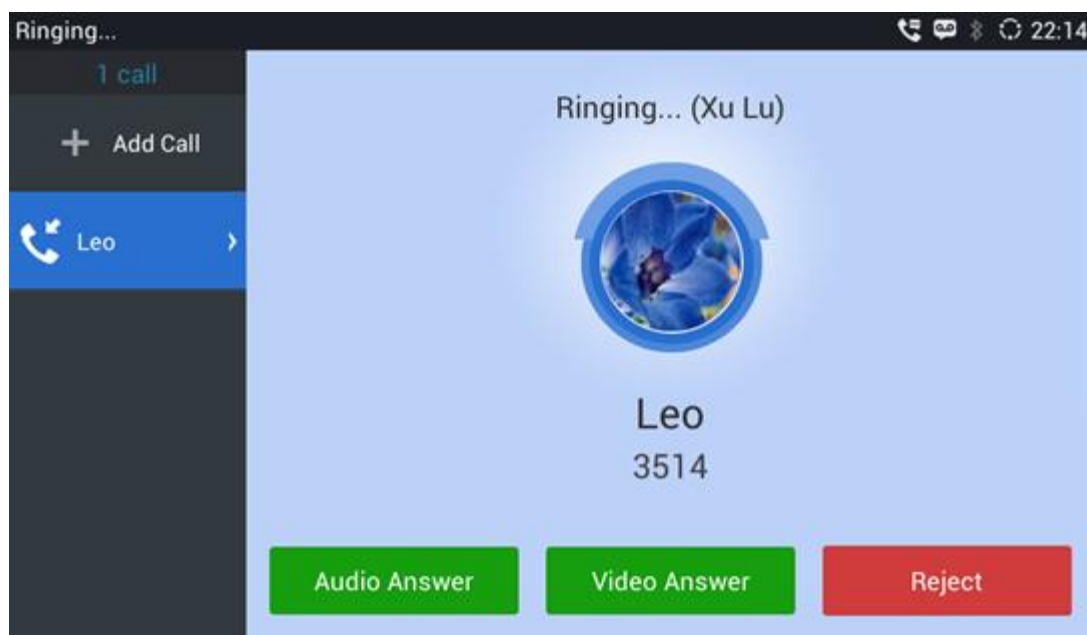 Ringing...
22:14
1 call
Add Call
Leo
Ringing... (Xu Lu)
Leo
3514
Audio Answer
Video Answer
Reject